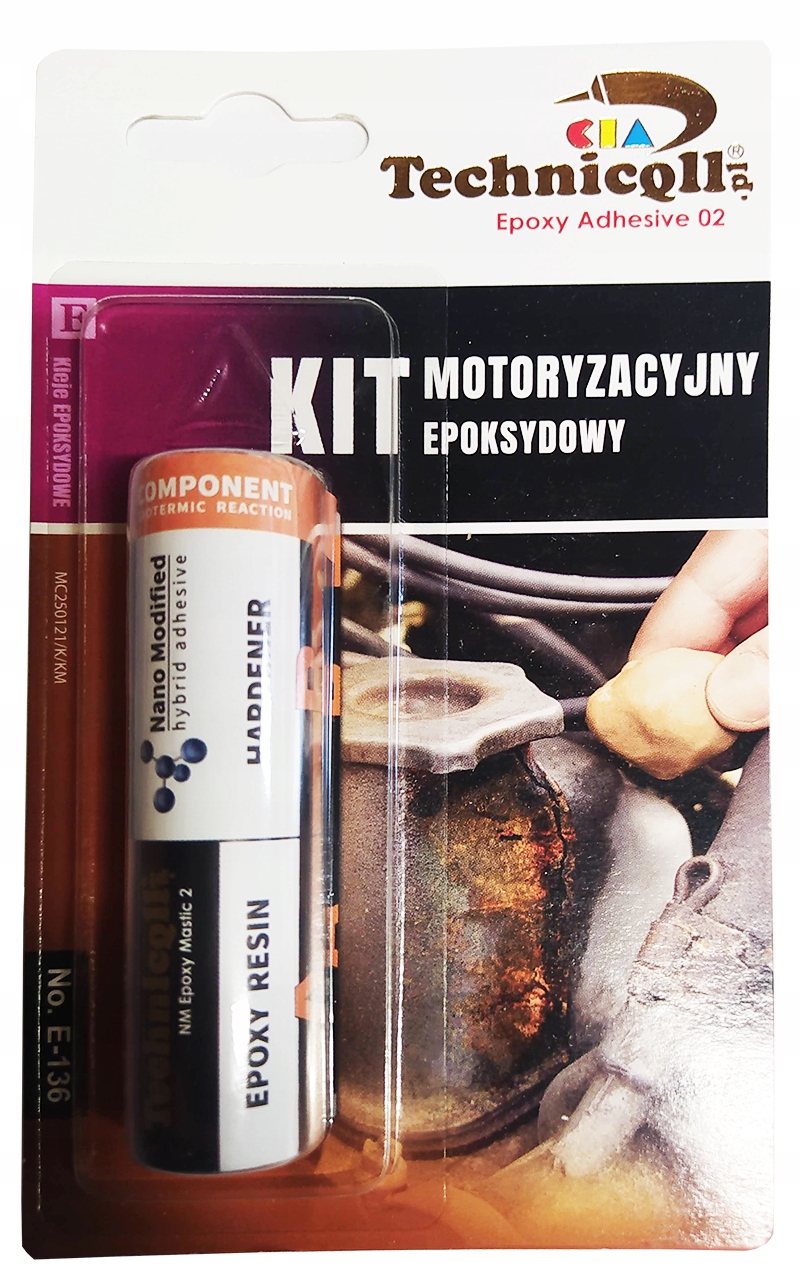 CIA
Technicqll.pl®
Epoxy Adhesive 02
E
Kleje EPOKSYDOWE
KIT MOTORYZACYJNY
EPOKSYDOWY
COMPONENT
REACTION
Nano Modified
hybrid adhesive
HARDENER
B
MC250121/K/KM
Technicqll
NM Epoxy Mastic 2
EPOXY RESIN
A
No. E-136